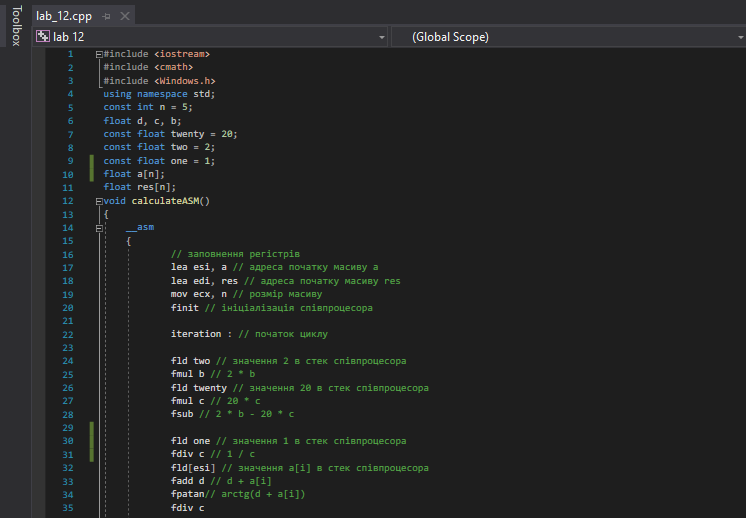 Toolbox
lab_12.cpp
lab 12
(Global Scope)
1 #include <iostream>
2 #include <cmath>
3 #include <Windows.h>
4 using namespace std;
5 const int n = 5;
6 float d, c, b;
7 const float twenty = 20;
8 const float two = 2;
9 const float one = 1;
10 float a[n];
11 float res[n];
12 void calculateASM()
13 {
14 __asm
15 {
16 // заповнення регістрів
17 lea esi, a // адреса початку масиву a
18 lea edi, res // адреса початку масиву res
19 mov ecx, n // розмір масиву
20 finit // ініціалізація співпроцесора
21
22 iteration : // початок циклу
23
24 fld two // значення 2 в стек співпроцесора
25 fmul b // 2 * b
26 fld twenty // значення 20 в стек співпроцесора
27 fmul c // 20 * c
28 fsub // 2 * b - 20 * c
29
30 fld one // значення 1 в стек співпроцесора
31 fdiv c // 1 / c
32 fld[esi] // значення a[i] в стек співпроцесора
33 fadd d // d + a[i]
34 fpatan// arctg(d + a[i])
35 fdiv c